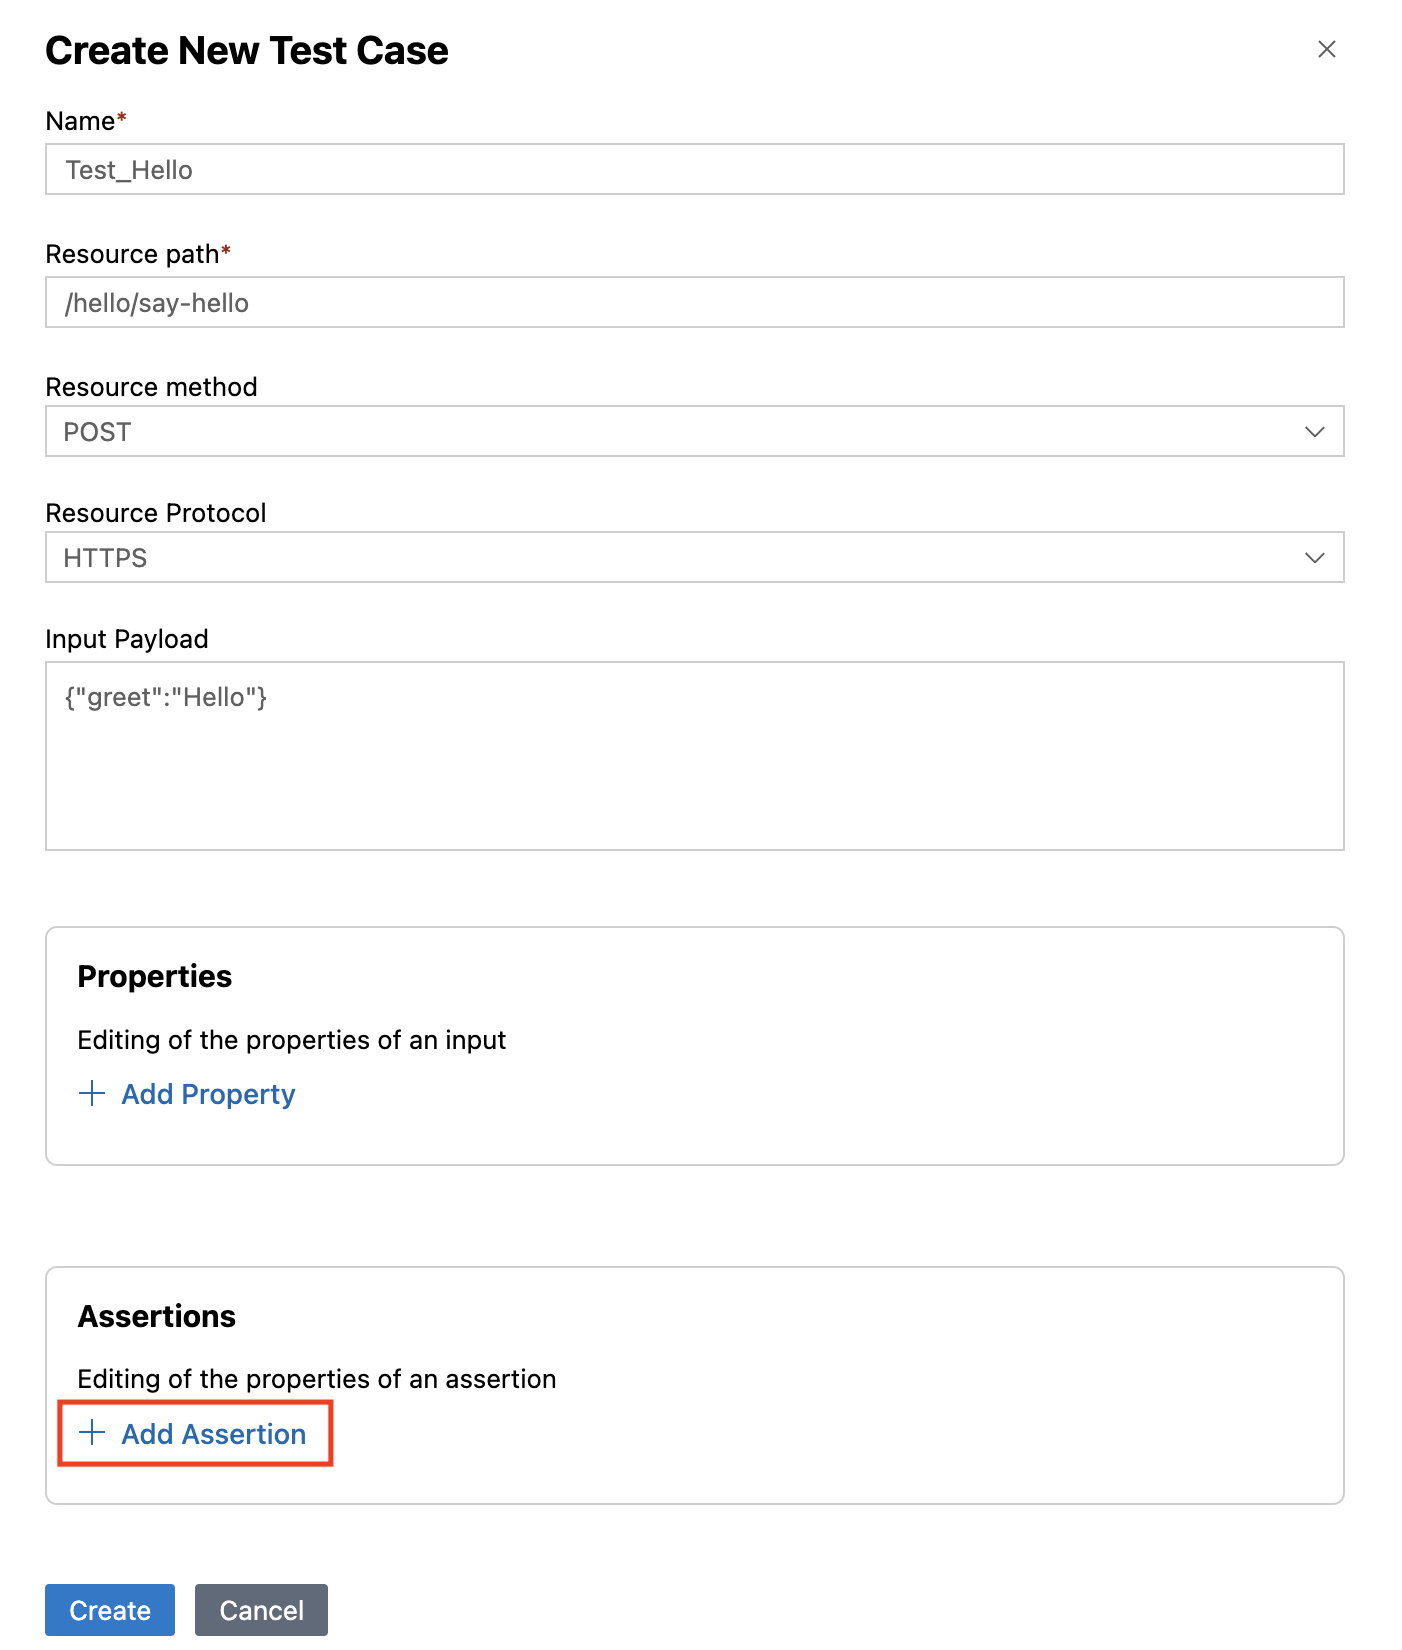 Create New Test Case
Name*
Test_Hello
Resource path*
/hello/say-hello
Resource method
POST
Resource Protocol
HTTPS
Input Payload
{"greet":"Hello"}
Properties
Editing of the properties of an input
Add Property
Assertions
Editing of the properties of an assertion
Add Assertion
Create Cancel